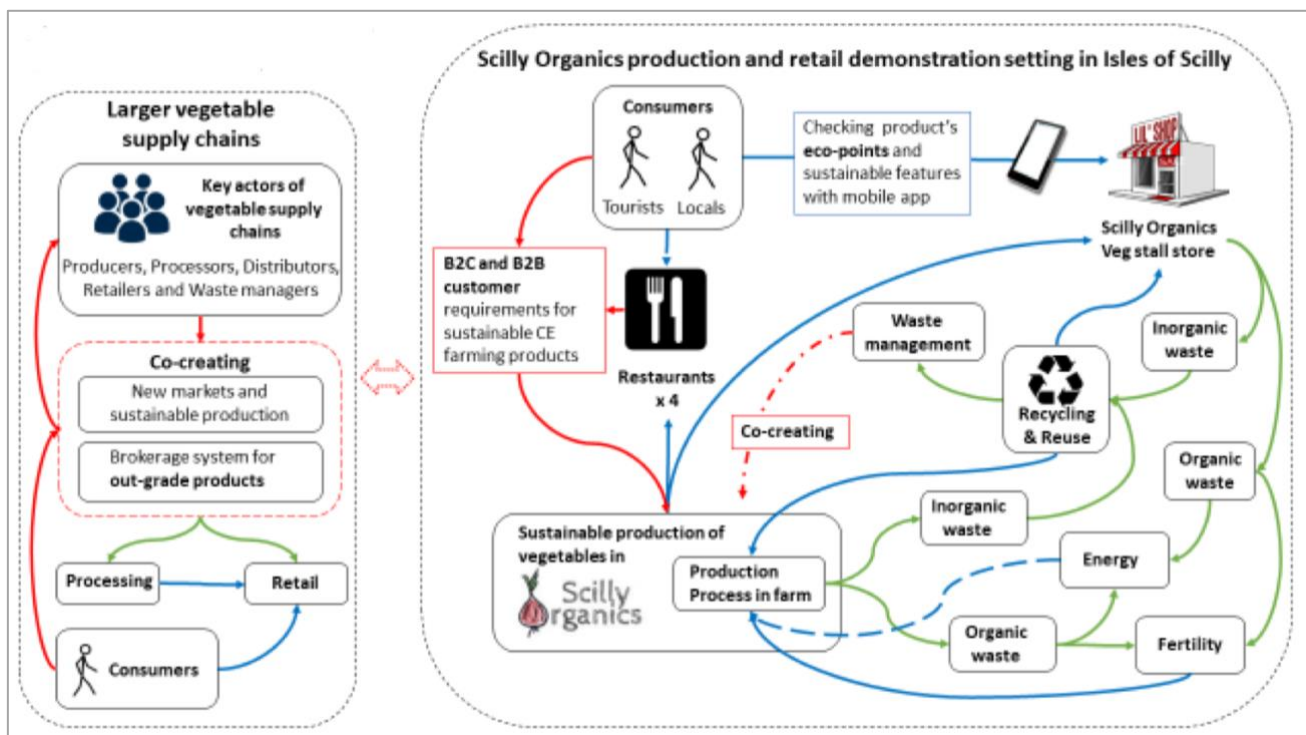 Larger vegetable
supply chains
Key actors of
vegetable supply
chains
Producers, Processors, Distributors,
Retailers and Waste managers
Co-creating
New markets and
sustainable production
Brokerage system for
out-grade products
Processing
Retail
Consumers
Scilly Organics production and retail demonstration setting in Isles of Scilly
Consumers
Tourists
Locals
Checking product's
eco-points and
sustainable features
with mobile app
LIL' SHOP
Scilly Organics
Veg stall store
B2C and B2B
customer
requirements for
sustainable CE
farming products
Restaurants
x 4
Waste
management
Inorganic
waste
Recycling
& Reuse
Co-creating
Organic
waste
Sustainable production of
vegetables in
Scilly
Organics
Production
Process in farm
Inorganic
waste
Energy
Organic
waste
Fertility